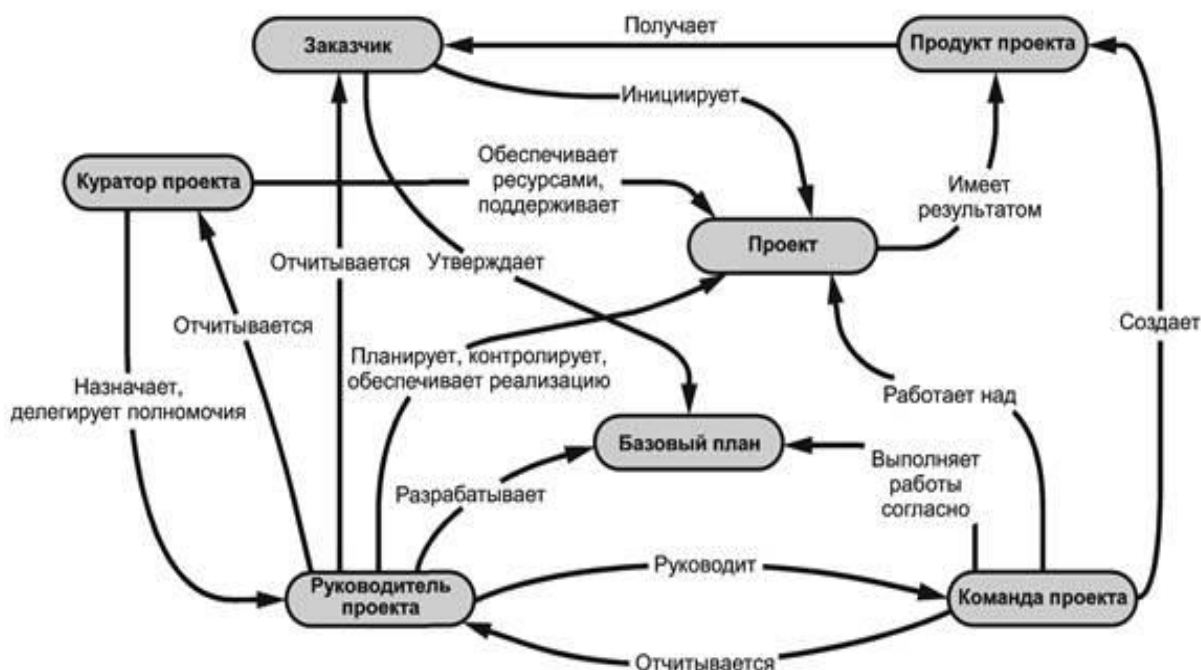 Получает
Заказчик
Продукт проекта
Инициирует
Обеспечивает
ресурсами,
поддерживает
Куратор проекта
Имеет
результатом
Проект
Отчитывается
Утверждает
Отчитывается
Создает
Планирует, контролирует,
обеспечивает реализацию
Назначает,
делегирует полномочия
Работает над
Базовый план
Выполняет
работы
согласно
Разрабатывает
Руководит
Руководитель
проекта
Команда проекта
Отчитывается